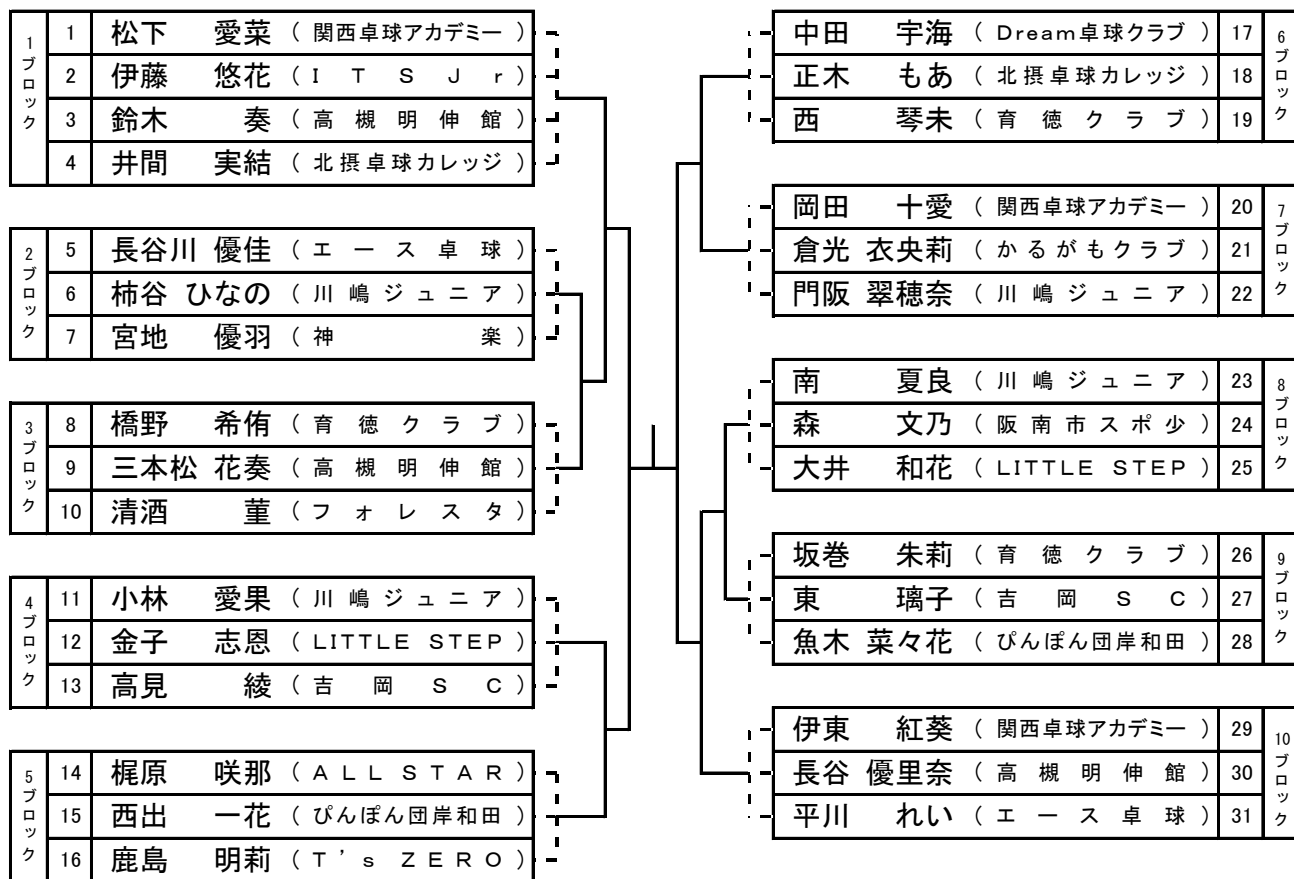 1ブロック
1 松下 愛菜 (関西卓球アカデミー)
2 伊藤 悠花 (ITSJr)
3 鈴木 奏 (高槻明伸館)
4 井間 実結 (北摂卓球カレッジ)
2ブロック
5 長谷川 優佳 (エース卓球)
6 柿谷 ひなの (川嶋ジュニア)
7 宮地 優羽 (神楽)
3ブロック
8 橋野 希侑 (育徳クラブ)
9 三本松 花奏 (高槻明伸館)
10 清酒 菫 (フォレスタ)
4ブロック
11 小林 愛果 (川嶋ジュニア)
12 金子 志恩 (LITTLE STEP)
13 高見 綾 (吉岡SC)
5ブロック
14 梶原 咲那 (ALL STAR)
15 西出 一花 (ぴんぽん団岸和田)
16 鹿島 明莉 (T's ZERO)
中田 宇海 (Dream卓球クラブ) 17
正木 もあ (北摂卓球カレッジ) 18
西 琴未 (育徳クラブ) 19
6ブロック
岡田 十愛 (関西卓球アカデミー) 20
倉光 衣央莉 (かるがもクラブ) 21
門阪 翠穂奈 (川嶋ジュニア) 22
7ブロック
南 夏良 (川嶋ジュニア) 23
森 文乃 (阪南市スポ少) 24
大井 和花 (LITTLE STEP) 25
8ブロック
坂巻 朱莉 (育徳クラブ) 26
東 璃子 (吉岡SC) 27
魚木 菜々花 (ぴんぽん団岸和田) 28
9ブロック
伊東 紅葵 (関西卓球アカデミー) 29
長谷 優里奈 (高槻明伸館) 30
平川 れい (エース卓球) 31
10ブロック